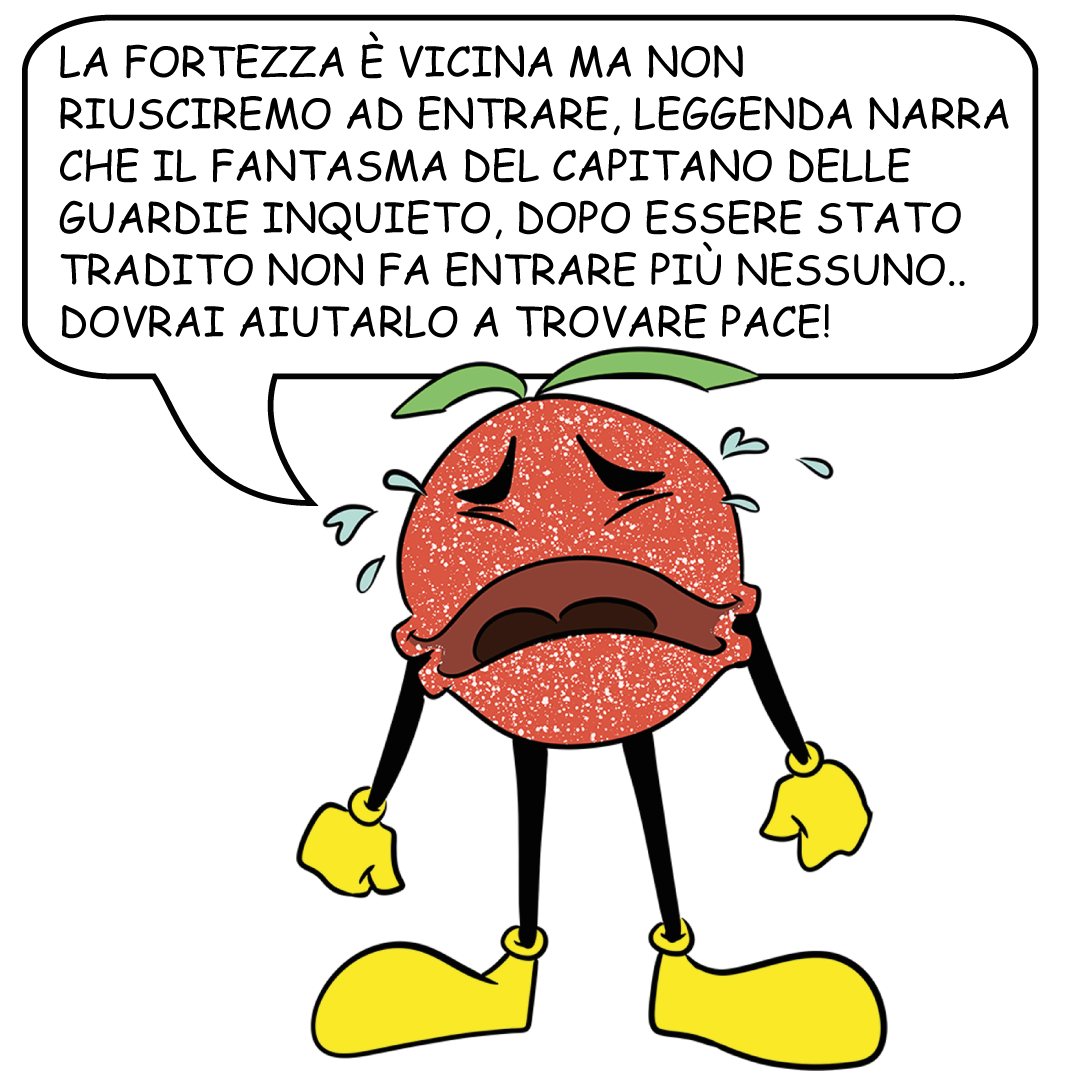 LA FORTEZZA È VICINA MA NON
RIUSCIREMO AD ENTRARE, LEGGENDA NARRA
CHE IL FANTASMA DEL CAPITANO DELLE
GUARDIE INQUIETO, DOPO ESSERE STATO
TRADITO NON FA ENTRARE PIÙ NESSUNO..
DOVRAI AIUTARLO A TROVARE PACE!